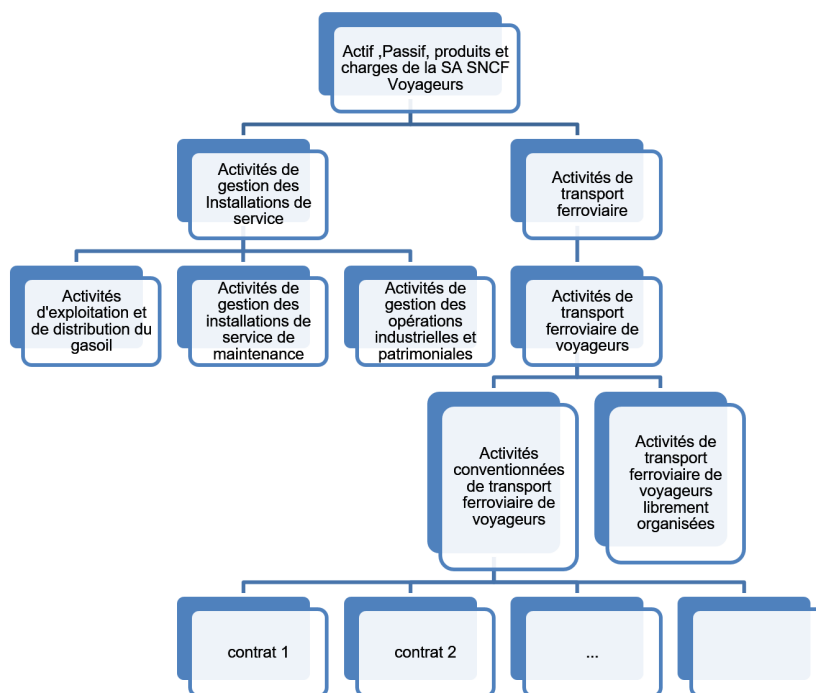 Actif ,Passif, produits et
charges de la SA SNCF
Voyageurs
Activités de
gestion des
Installations de
service
Activités de
transport
ferroviaire
Activités
d'exploitation et
de distribution du
gasoil
Activités de
gestion des
installations de
service de
maintenance
Activités de
gestion des
opérations
industrielles et
patrimoniales
Activités de
transport
ferroviaire de
voyageurs
Activités
conventionnées
de transport
ferroviaire de
voyageurs
Activités de
transport
ferroviaire de
voyageurs
librement
organisées
contrat 1
contrat 2
...